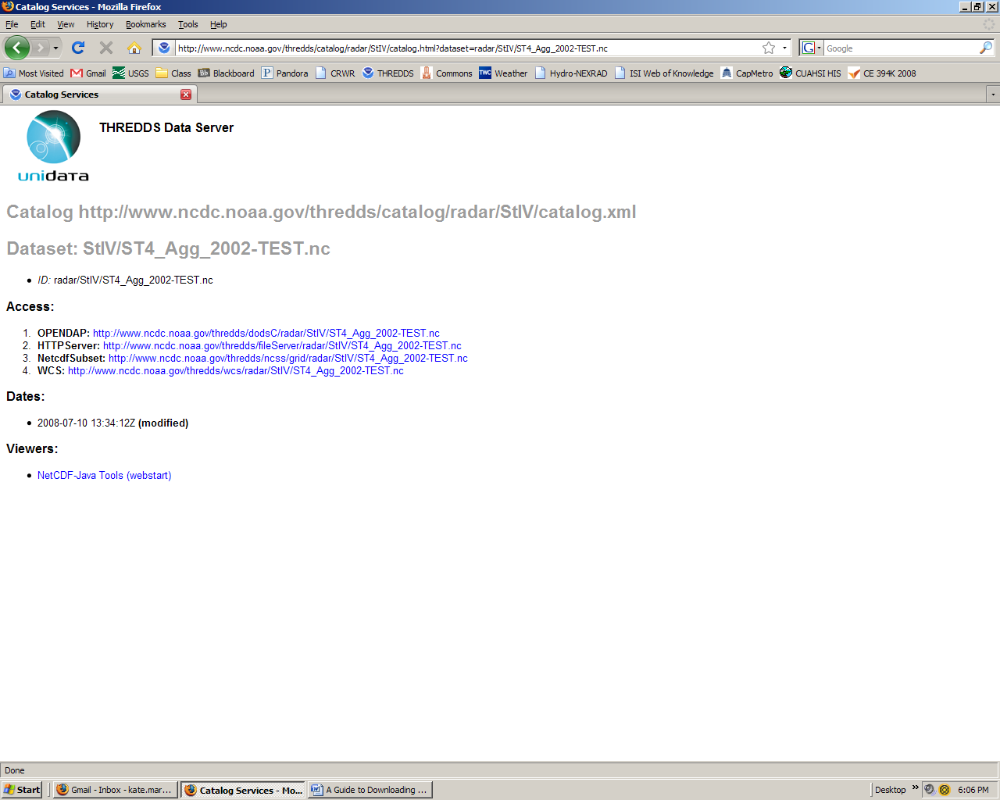 Catalog Services - Mozilla Firefox
File Edit View History Bookmarks Tools Help
http://www.ncdc.noaa.gov/thredds/catalog/radar/StIV/catalog.html?dataset=radar/StIV/ST4_Agg_2002-TEST.nc
G Google
Most Visited Gmail USGS Class Bb Blackboard P Pandora CRWR THREDDS Commons TWC Weather Hydro-NEXRAD ISI Web of Knowledge CapMetro CUAHSI HIS CE 394K 2008
Catalog Services
THREDDS Data Server
unidata
Catalog http://www.ncdc.noaa.gov/thredds/catalog/radar/StIV/catalog.xml
Dataset: StIV/ST4_Agg_2002-TEST.nc
• ID: radar/StIV/ST4_Agg_2002-TEST.nc
Access:
1. OPENDAP: http://www.ncdc.noaa.gov/thredds/dodsC/radar/StIV/ST4_Agg_2002-TEST.nc
2. HTTPServer: http://www.ncdc.noaa.gov/thredds/fileServer/radar/StIV/ST4_Agg_2002-TEST.nc
3. NetcdfSubset: http://www.ncdc.noaa.gov/thredds/ncss/grid/radar/StIV/ST4_Agg_2002-TEST.nc
4. WCS: http://www.ncdc.noaa.gov/thredds/wcs/radar/StIV/ST4_Agg_2002-TEST.nc
Dates:
• 2008-07-10 13:34:12Z (modified)
Viewers:
• NetCDF-Java Tools (webstart)
Done
Start Gmail - Inbox - kate.mar... Catalog Services - Mo... A Guide to Downloading ... Desktop » 6:06 PM